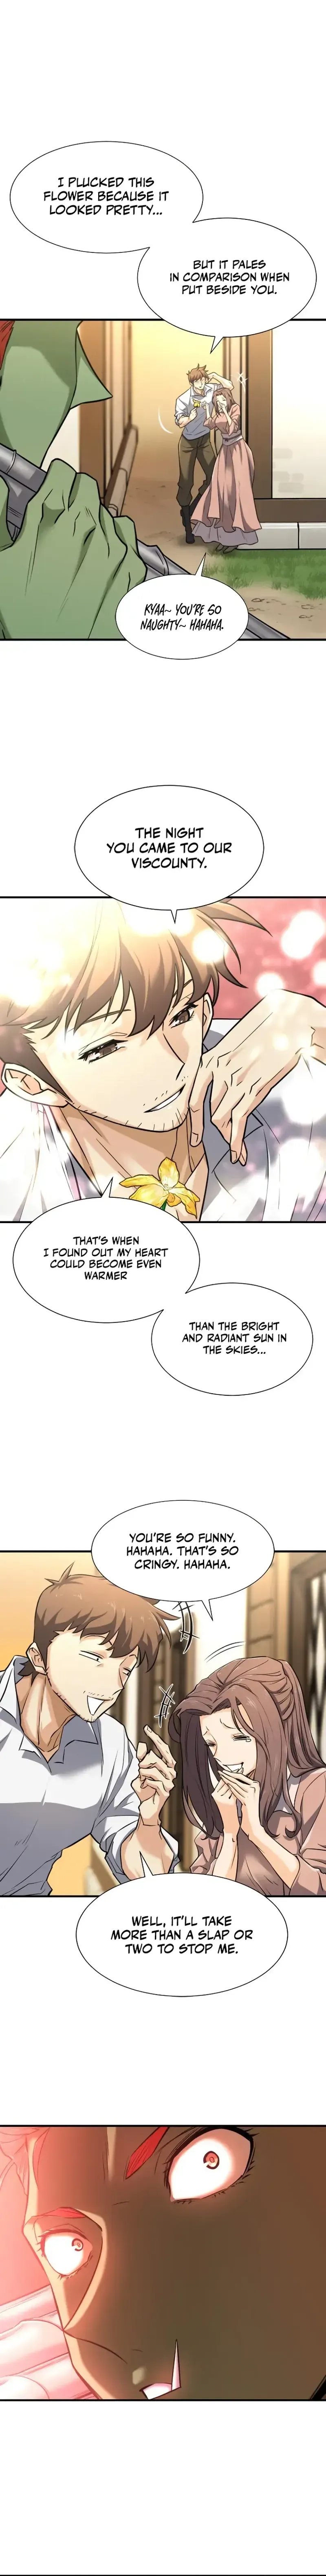 I PLUCKED THIS
FLOWER BECAUSE IT
LOOKED PRETTY...
BUT IT PALES
IN COMPARISON WHEN
PUT BESIDE YOU.
KYAA~ YOU'RE SO
NAUGHTY~ HAHAHA.
THE NIGHT
YOU CAME TO OUR
VISCOUNTY.
THAT'S WHEN
I FOUND OUT MY HEART
COULD BECOME EVEN
WARMER
THAN THE BRIGHT
AND RADIANT SUN IN
THE SKIES...
YOU'RE SO FUNNY.
HAHAHA. THAT'S SO
CRINGY. HAHAHA.
WELL, IT'LL TAKE
MORE THAN A SLAP OR
TWO TO STOP ME.